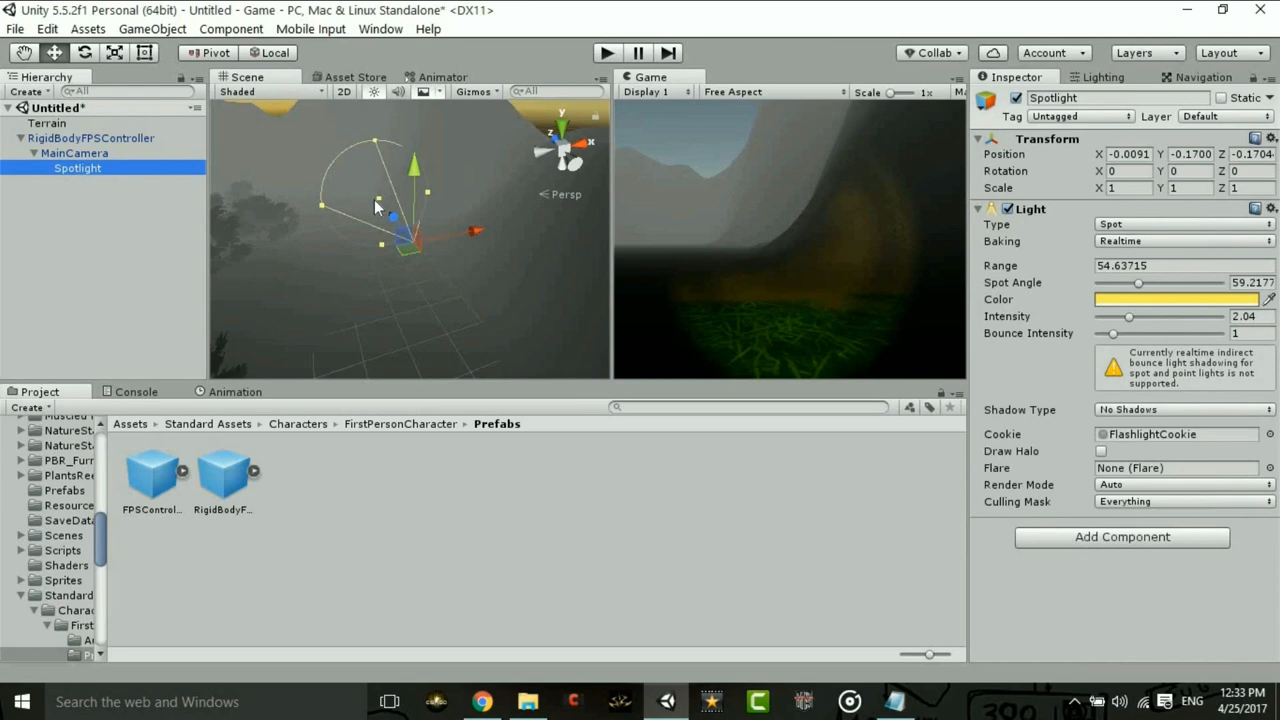 Unity 5.5.2f1 Personal (64bit) - Untitled - Game - PC, Mac & Linux Standalone* <DX11>
File Edit Assets GameObject Component Mobile Input Window Help
Pivot Local Collab Account Layers Layout
Hierarchy Scene Asset Store Animator Game Inspector Lighting Navigation
Create All Shaded 2D Gizmos All Display 1 Free Aspect Scale 1x Ma
Spotlight Static
Untitled*
Tag Untagged Layer Default
Terrain
RigidBodyFPSController
MainCamera
Spotlight
y
z
x
Persp
Transform
Position X -0.0091 Y -0.1700 Z -0.1704
Rotation X 0 Y 0 Z 0
Scale X 1 Y 1 Z 1
Light
Type Spot
Baking Realtime
Range 54.63715
Spot Angle 59.2177
Color
Intensity 2.04
Bounce Intensity 1
Currently realtime indirect
bounce light shadowing for
spot and point lights is not
supported.
Shadow Type No Shadows
Cookie FlashlightCookie
Draw Halo
Flare None (Flare)
Render Mode Auto
Culling Mask Everything
Add Component
Project Console Animation
Create
Assets Standard Assets Characters FirstPersonCharacter Prefabs
NatureSta
NatureSta
PBR_Furr
PlantsRee
Prefabs
Resource
SaveData
Scenes
Scripts
Shaders
Sprites
Standard
Charac
First
FPSControl...
RigidBodyF...
Search the web and Windows
ENG
12:33 PM
4/25/2017